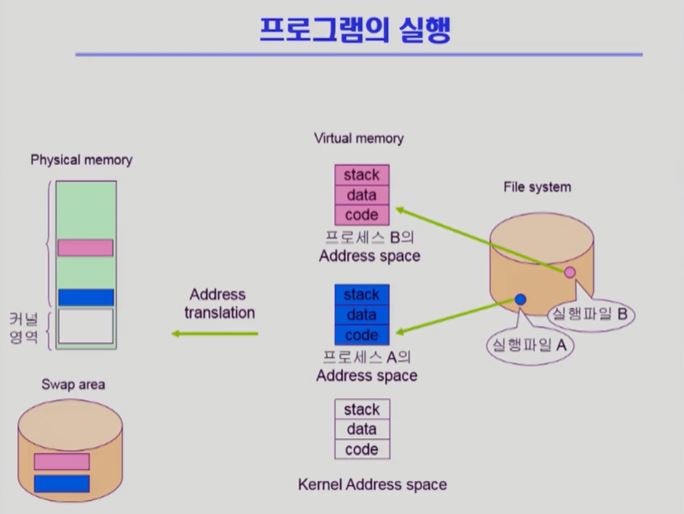 프로그램의 실행
Virtual memory
Physical memory
stack
data
code
프로세스 B의
Address space
File system
Address
translation
stack
data
code
프로세스 A의
Address space
실행파일 B
실행파일 A
커널
영역
Swap area
stack
data
code
Kernel Address space